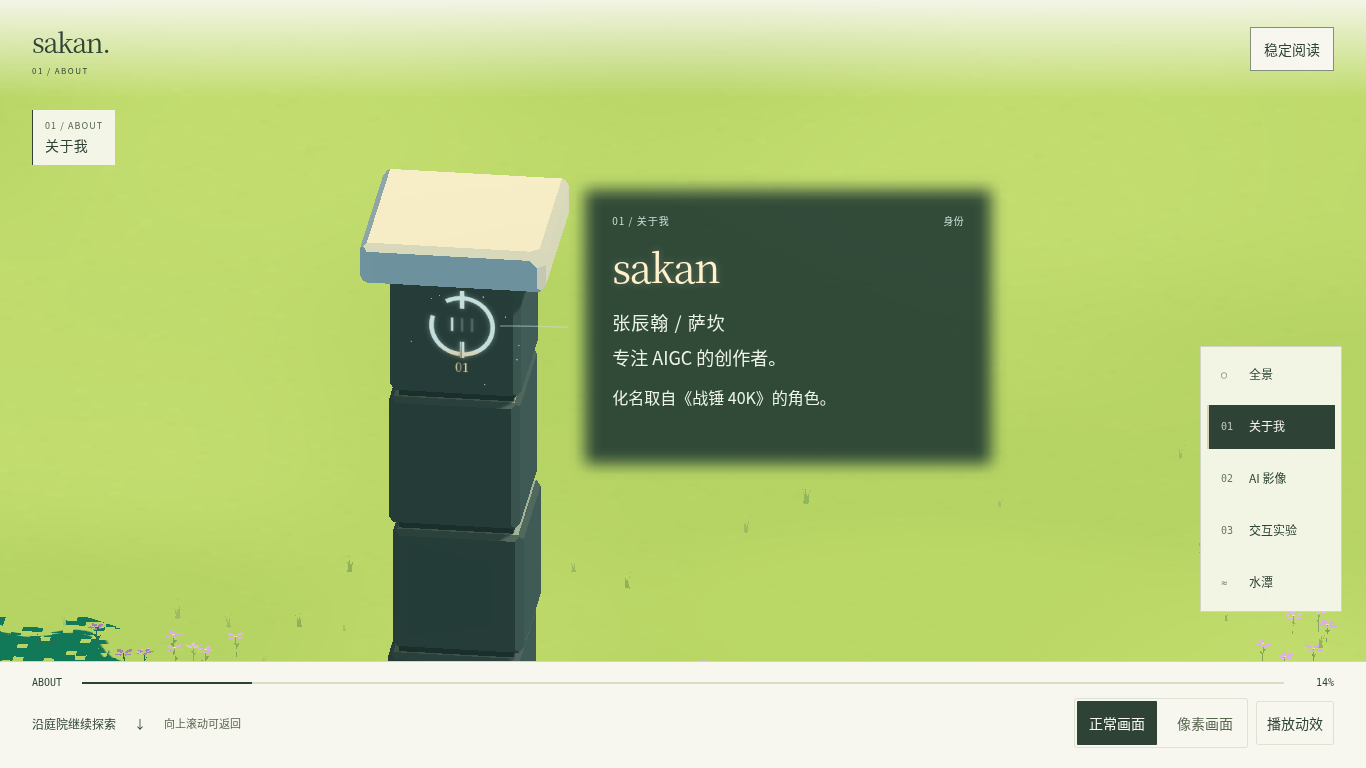 sakan.
01 / ABOUT
稳定阅读
01 / ABOUT
关于我
01
01 / 关于我
身份
sakan
张辰翰 / 萨坎
专注 AIGC 的创作者。
化名取自《战锤 40K》的角色。
○ 全景
01 关于我
02 AI 影像
03 交互实验
≈ 水潭
ABOUT
14%
沿庭院继续探索 ↓ 向上滚动可返回
正常画面
像素画面
播放动效